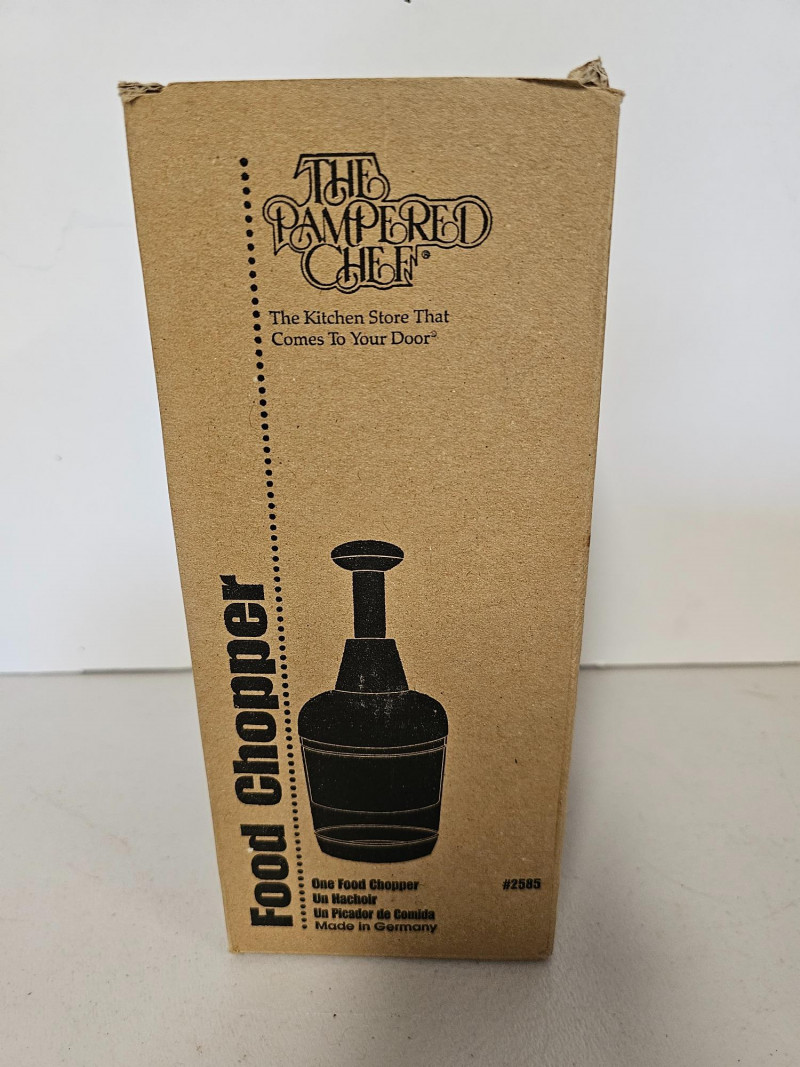 THE
PAMPERED
CHEF®
The Kitchen Store That
Comes To Your Door®
Food Chopper
One Food Chopper
Un Hachoir
Un Picador de Comida
Made in Germany
#2585